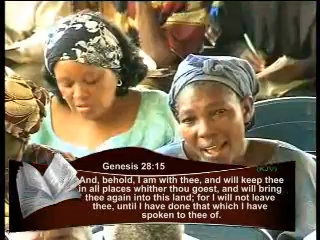 Genesis 28:15
(KJV)
And, behold, I am with thee, and will keep thee
in all places whither thou goest, and will bring
thee again into this land; for I will not leave
thee, until I have done that which I have
spoken to thee of.